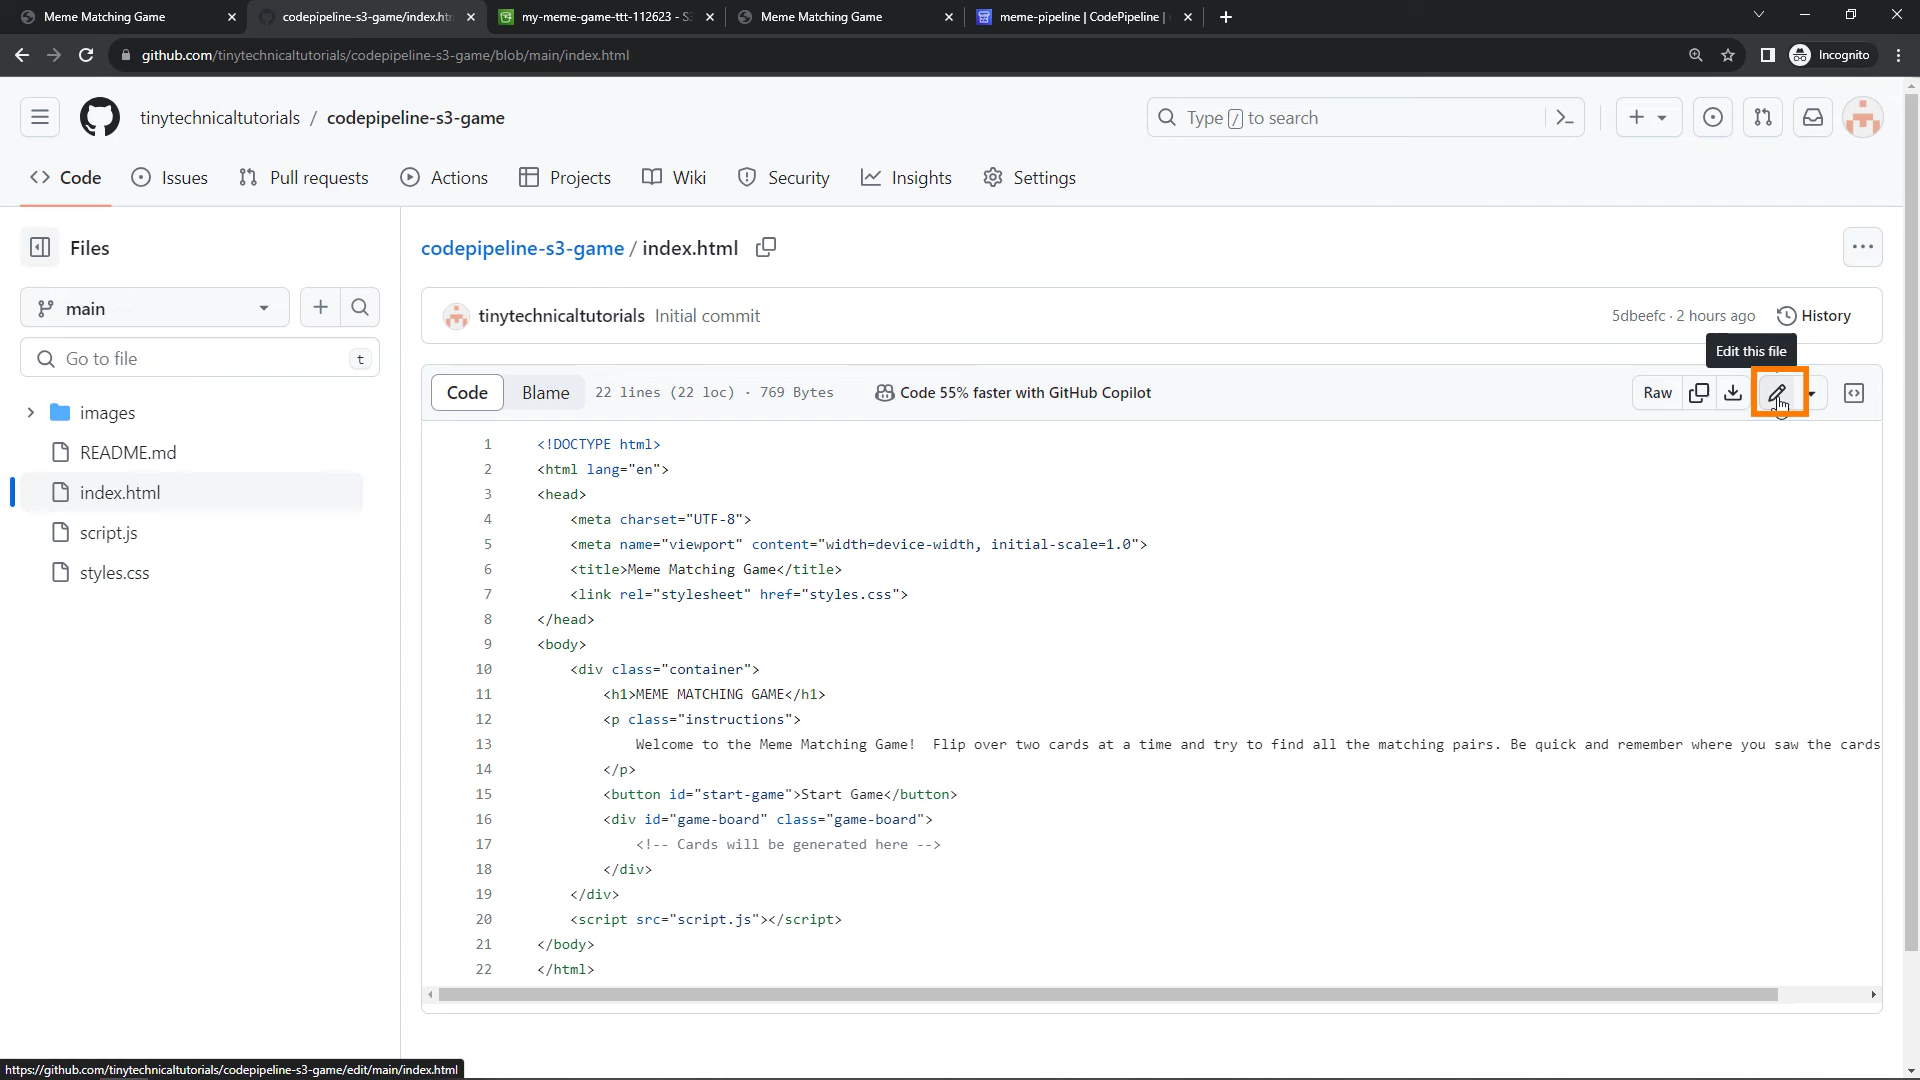 Meme Matching Game
codepipeline-s3-game/index.htm
my-meme-game-ttt-112623 - S3
Meme Matching Game
meme-pipeline | CodePipeline |
github.com/tinytechnicaltutorials/codepipeline-s3-game/blob/main/index.html
Incognito
tinytechnicaltutorials / codepipeline-s3-game
Type / to search
Code
Issues
Pull requests
Actions
Projects
Wiki
Security
Insights
Settings
Files
main
Go to file
t
images
README.md
index.html
script.js
styles.css
codepipeline-s3-game / index.html
tinytechnicaltutorials Initial commit
5dbeefc · 2 hours ago
History
Edit this file
Code
Blame
22 lines (22 loc) · 769 Bytes
Code 55% faster with GitHub Copilot
Raw
1 <!DOCTYPE html>
2 <html lang="en">
3 <head>
4 <meta charset="UTF-8">
5 <meta name="viewport" content="width=device-width, initial-scale=1.0">
6 <title>Meme Matching Game</title>
7 <link rel="stylesheet" href="styles.css">
8 </head>
9 <body>
10 <div class="container">
11 <h1>MEME MATCHING GAME</h1>
12 <p class="instructions">
13 Welcome to the Meme Matching Game!  Flip over two cards at a time and try to find all the matching pairs. Be quick and remember where you saw the cards
14 </p>
15 <button id="start-game">Start Game</button>
16 <div id="game-board" class="game-board">
17 <!-- Cards will be generated here -->
18 </div>
19 </div>
20 <script src="script.js"></script>
21 </body>
22 </html>
https://github.com/tinytechnicaltutorials/codepipeline-s3-game/edit/main/index.html